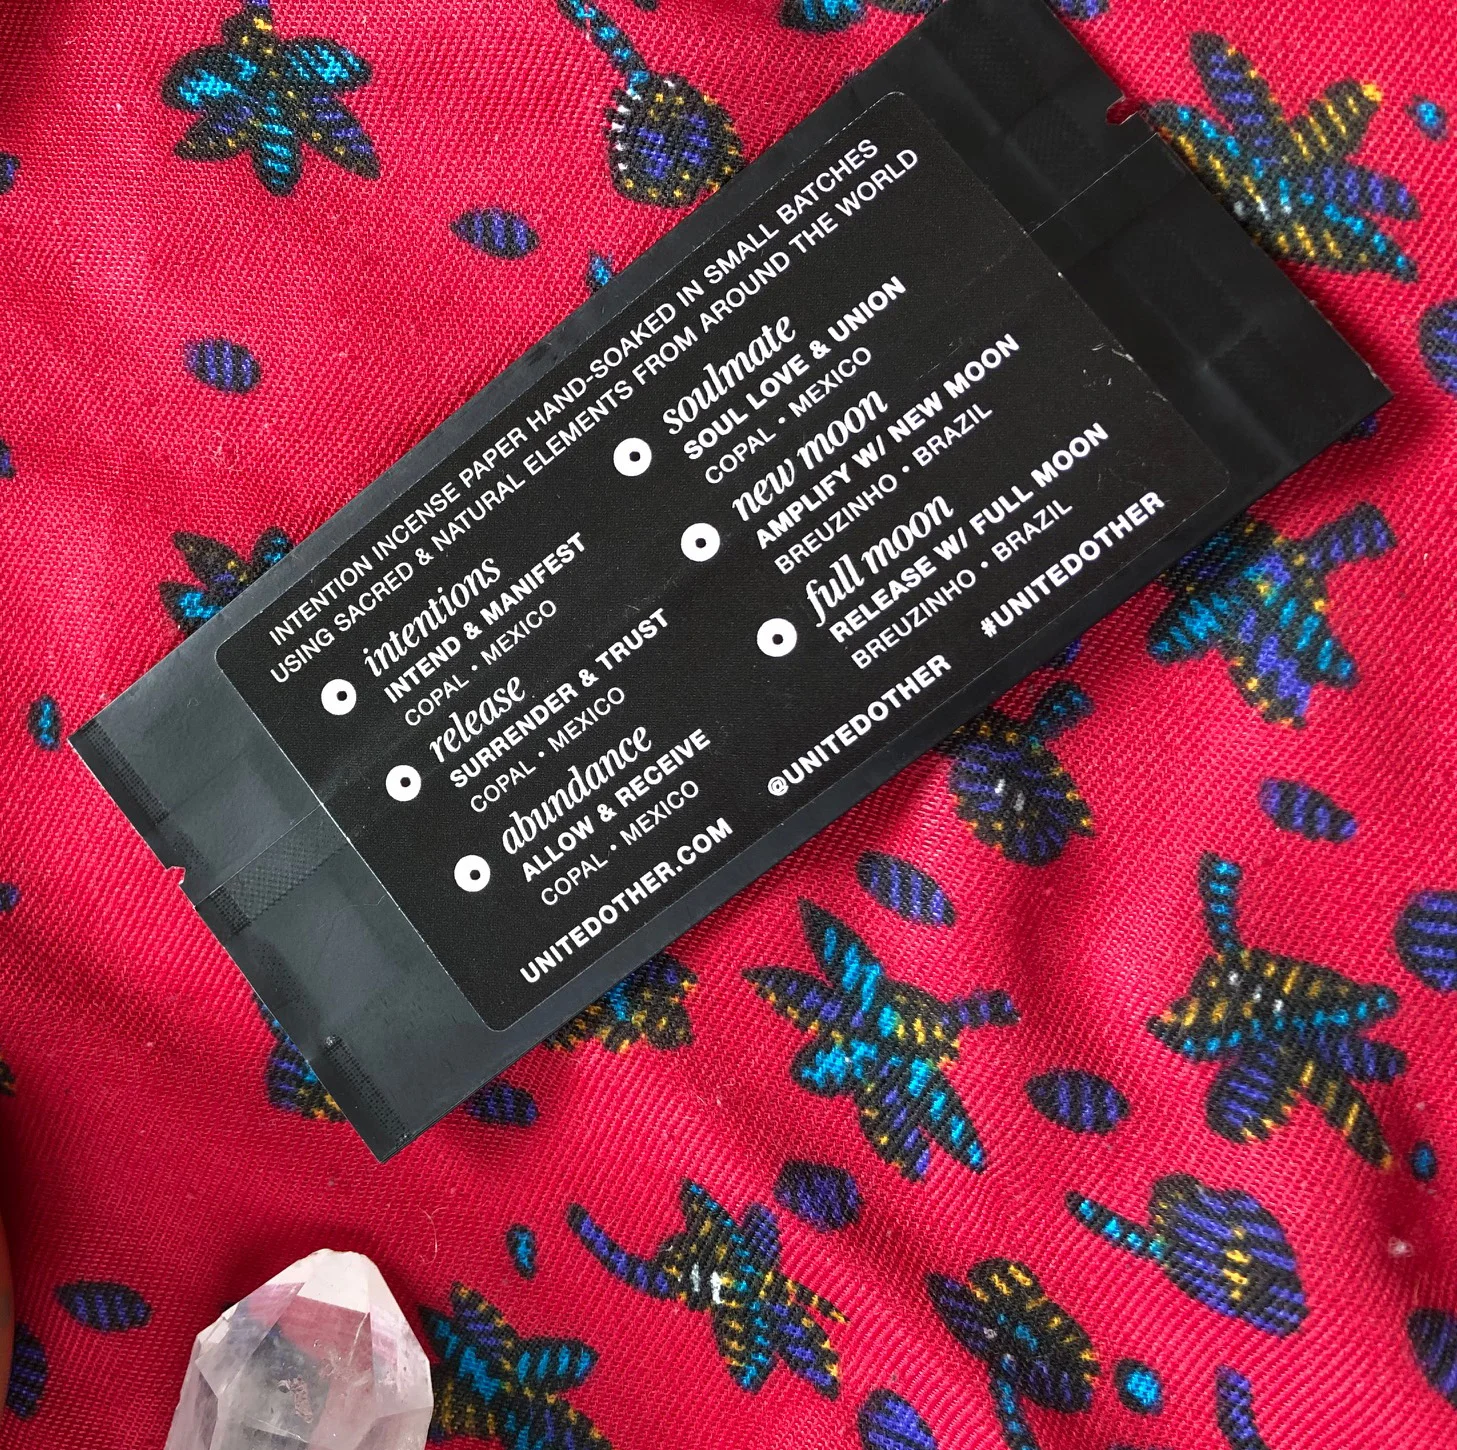 INTENTION INCENSE PAPER HAND-SOAKED IN SMALL BATCHES
USING SACRED & NATURAL ELEMENTS FROM AROUND THE WORLD
intentions
INTEND & MANIFEST
COPAL • MEXICO
release
SURRENDER & TRUST
COPAL • MEXICO
abundance
ALLOW & RECEIVE
COPAL • MEXICO
soulmate
SOUL LOVE & UNION
COPAL • MEXICO
new moon
AMPLIFY W/ NEW MOON
BREUZINHO • BRAZIL
full moon
RELEASE W/ FULL MOON
BREUZINHO • BRAZIL
UNITEDOTHER.COM @UNITEDOTHER #UNITEDOTHER